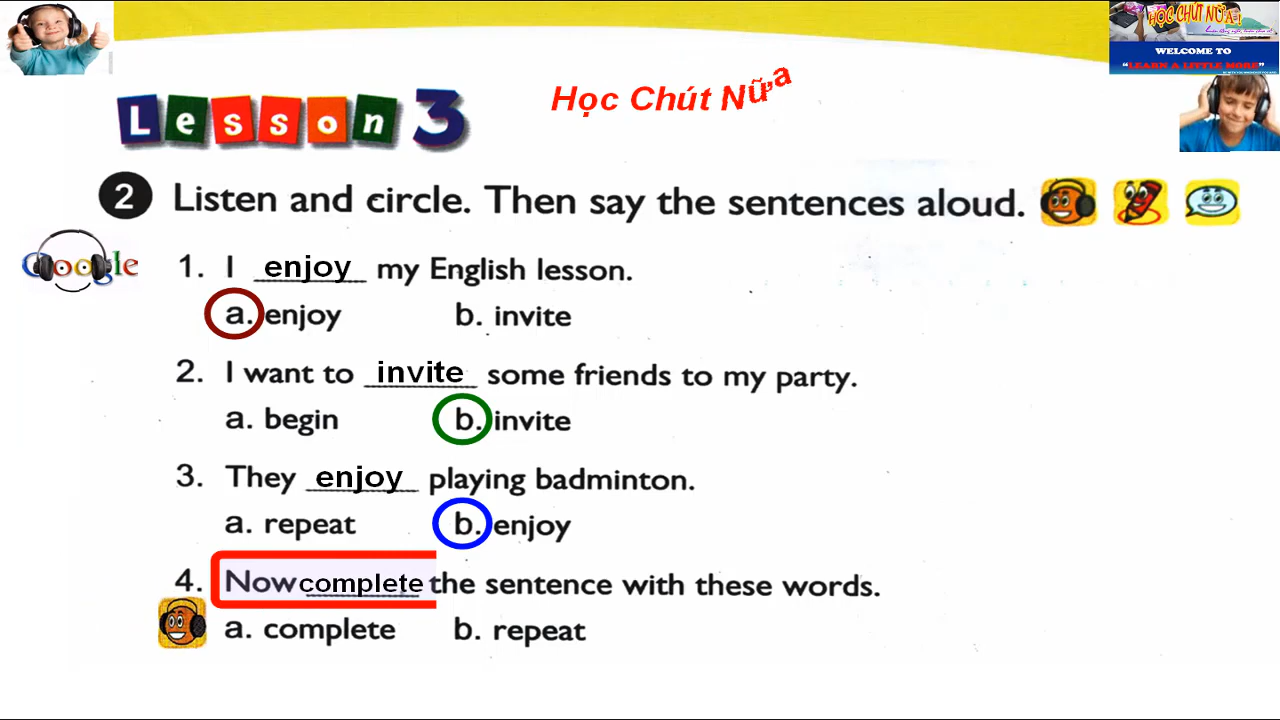 HỌC CHÚT NỮA-!
WELCOME TO
"LEARN A LITTLE MORE"
Học Chút Nữa
Lesson 3
2 Listen and circle. Then say the sentences aloud.
Google
1. I enjoy my English lesson.
a. enjoy b. invite
2. I want to invite some friends to my party.
a. begin b. invite
3. They enjoy playing badminton.
a. repeat b. enjoy
4. Now complete the sentence with these words.
a. complete b. repeat